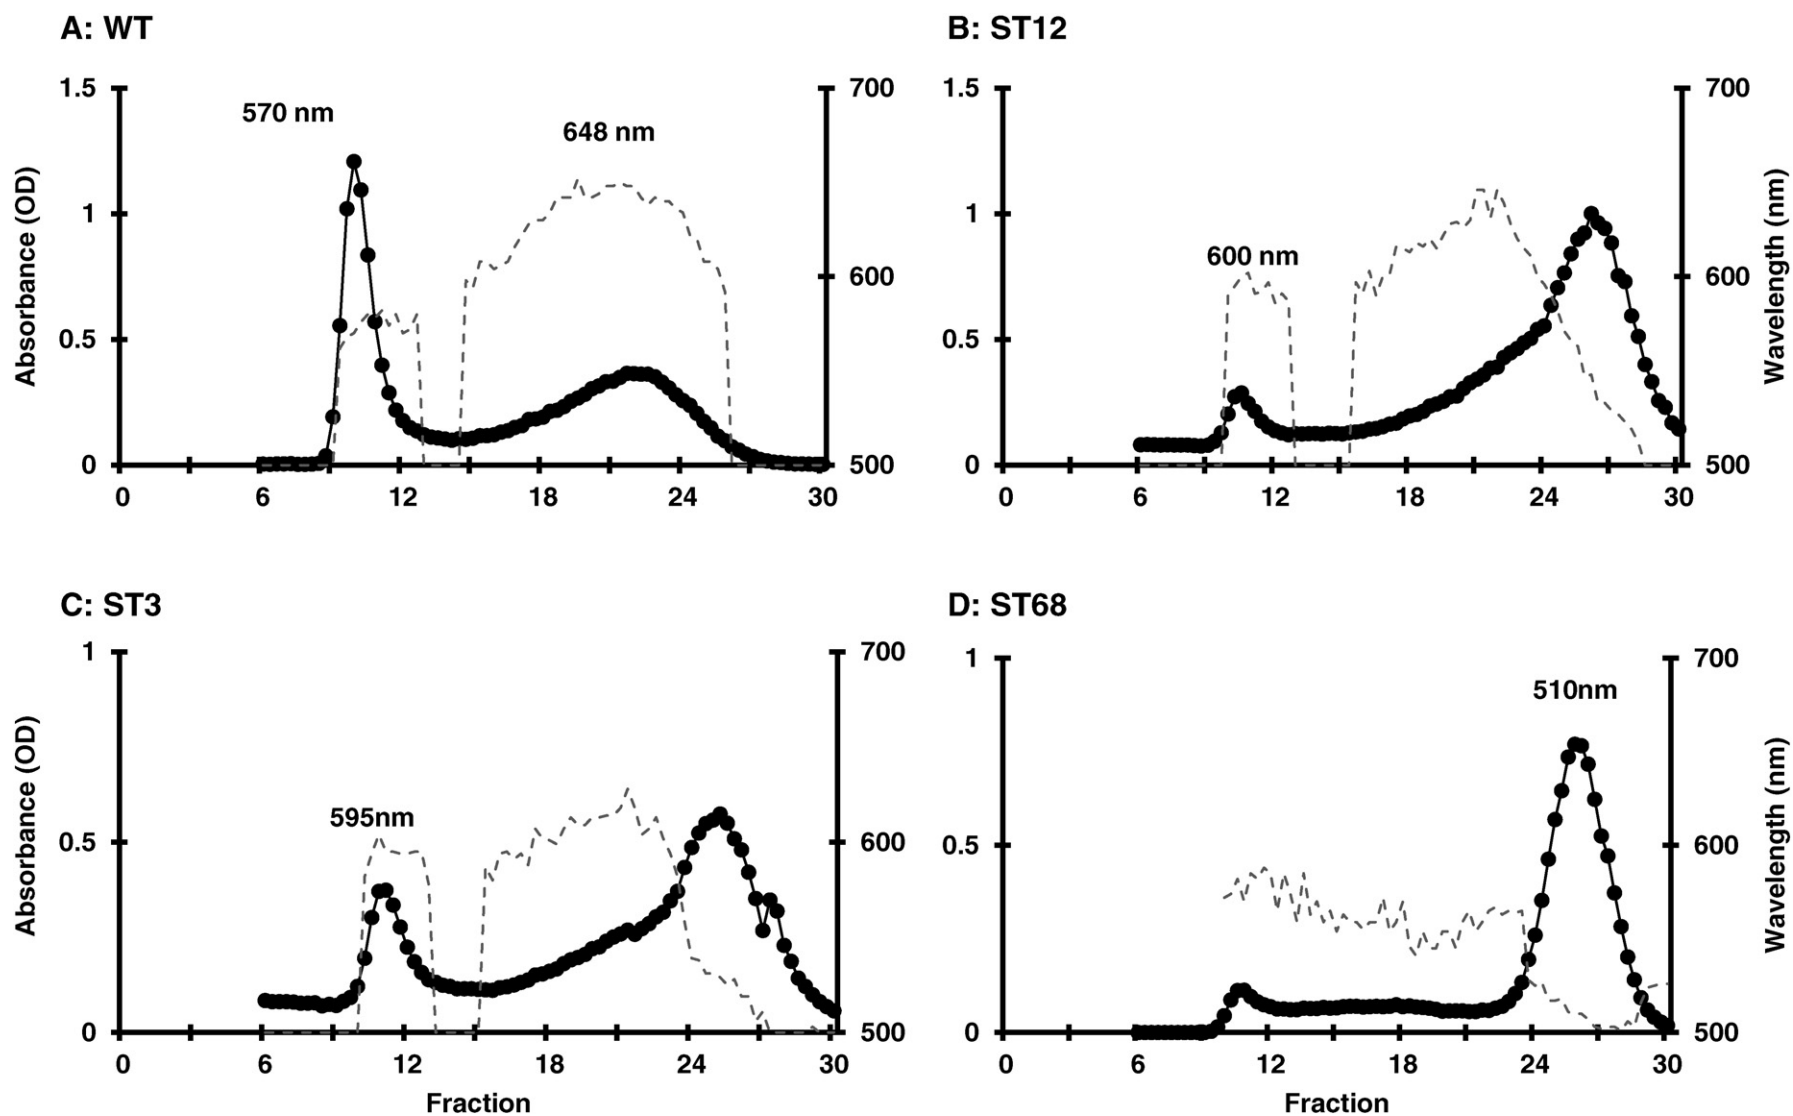 A: WT
B: ST12
1.5
700
1.5
700
570 nm
648 nm
1
1
600 nm
600
600
Absorbance (OD)
Wavelength (nm)
0.5
0.5
0
500
0
500
0 6 12 18 24 30
0 6 12 18 24 30
C: ST3
D: ST68
1
700
1
700
510nm
595nm
0.5
600
0.5
600
Absorbance (OD)
Wavelength (nm)
0
500
0
500
0 6 12 18 24 30
0 6 12 18 24 30
Fraction
Fraction